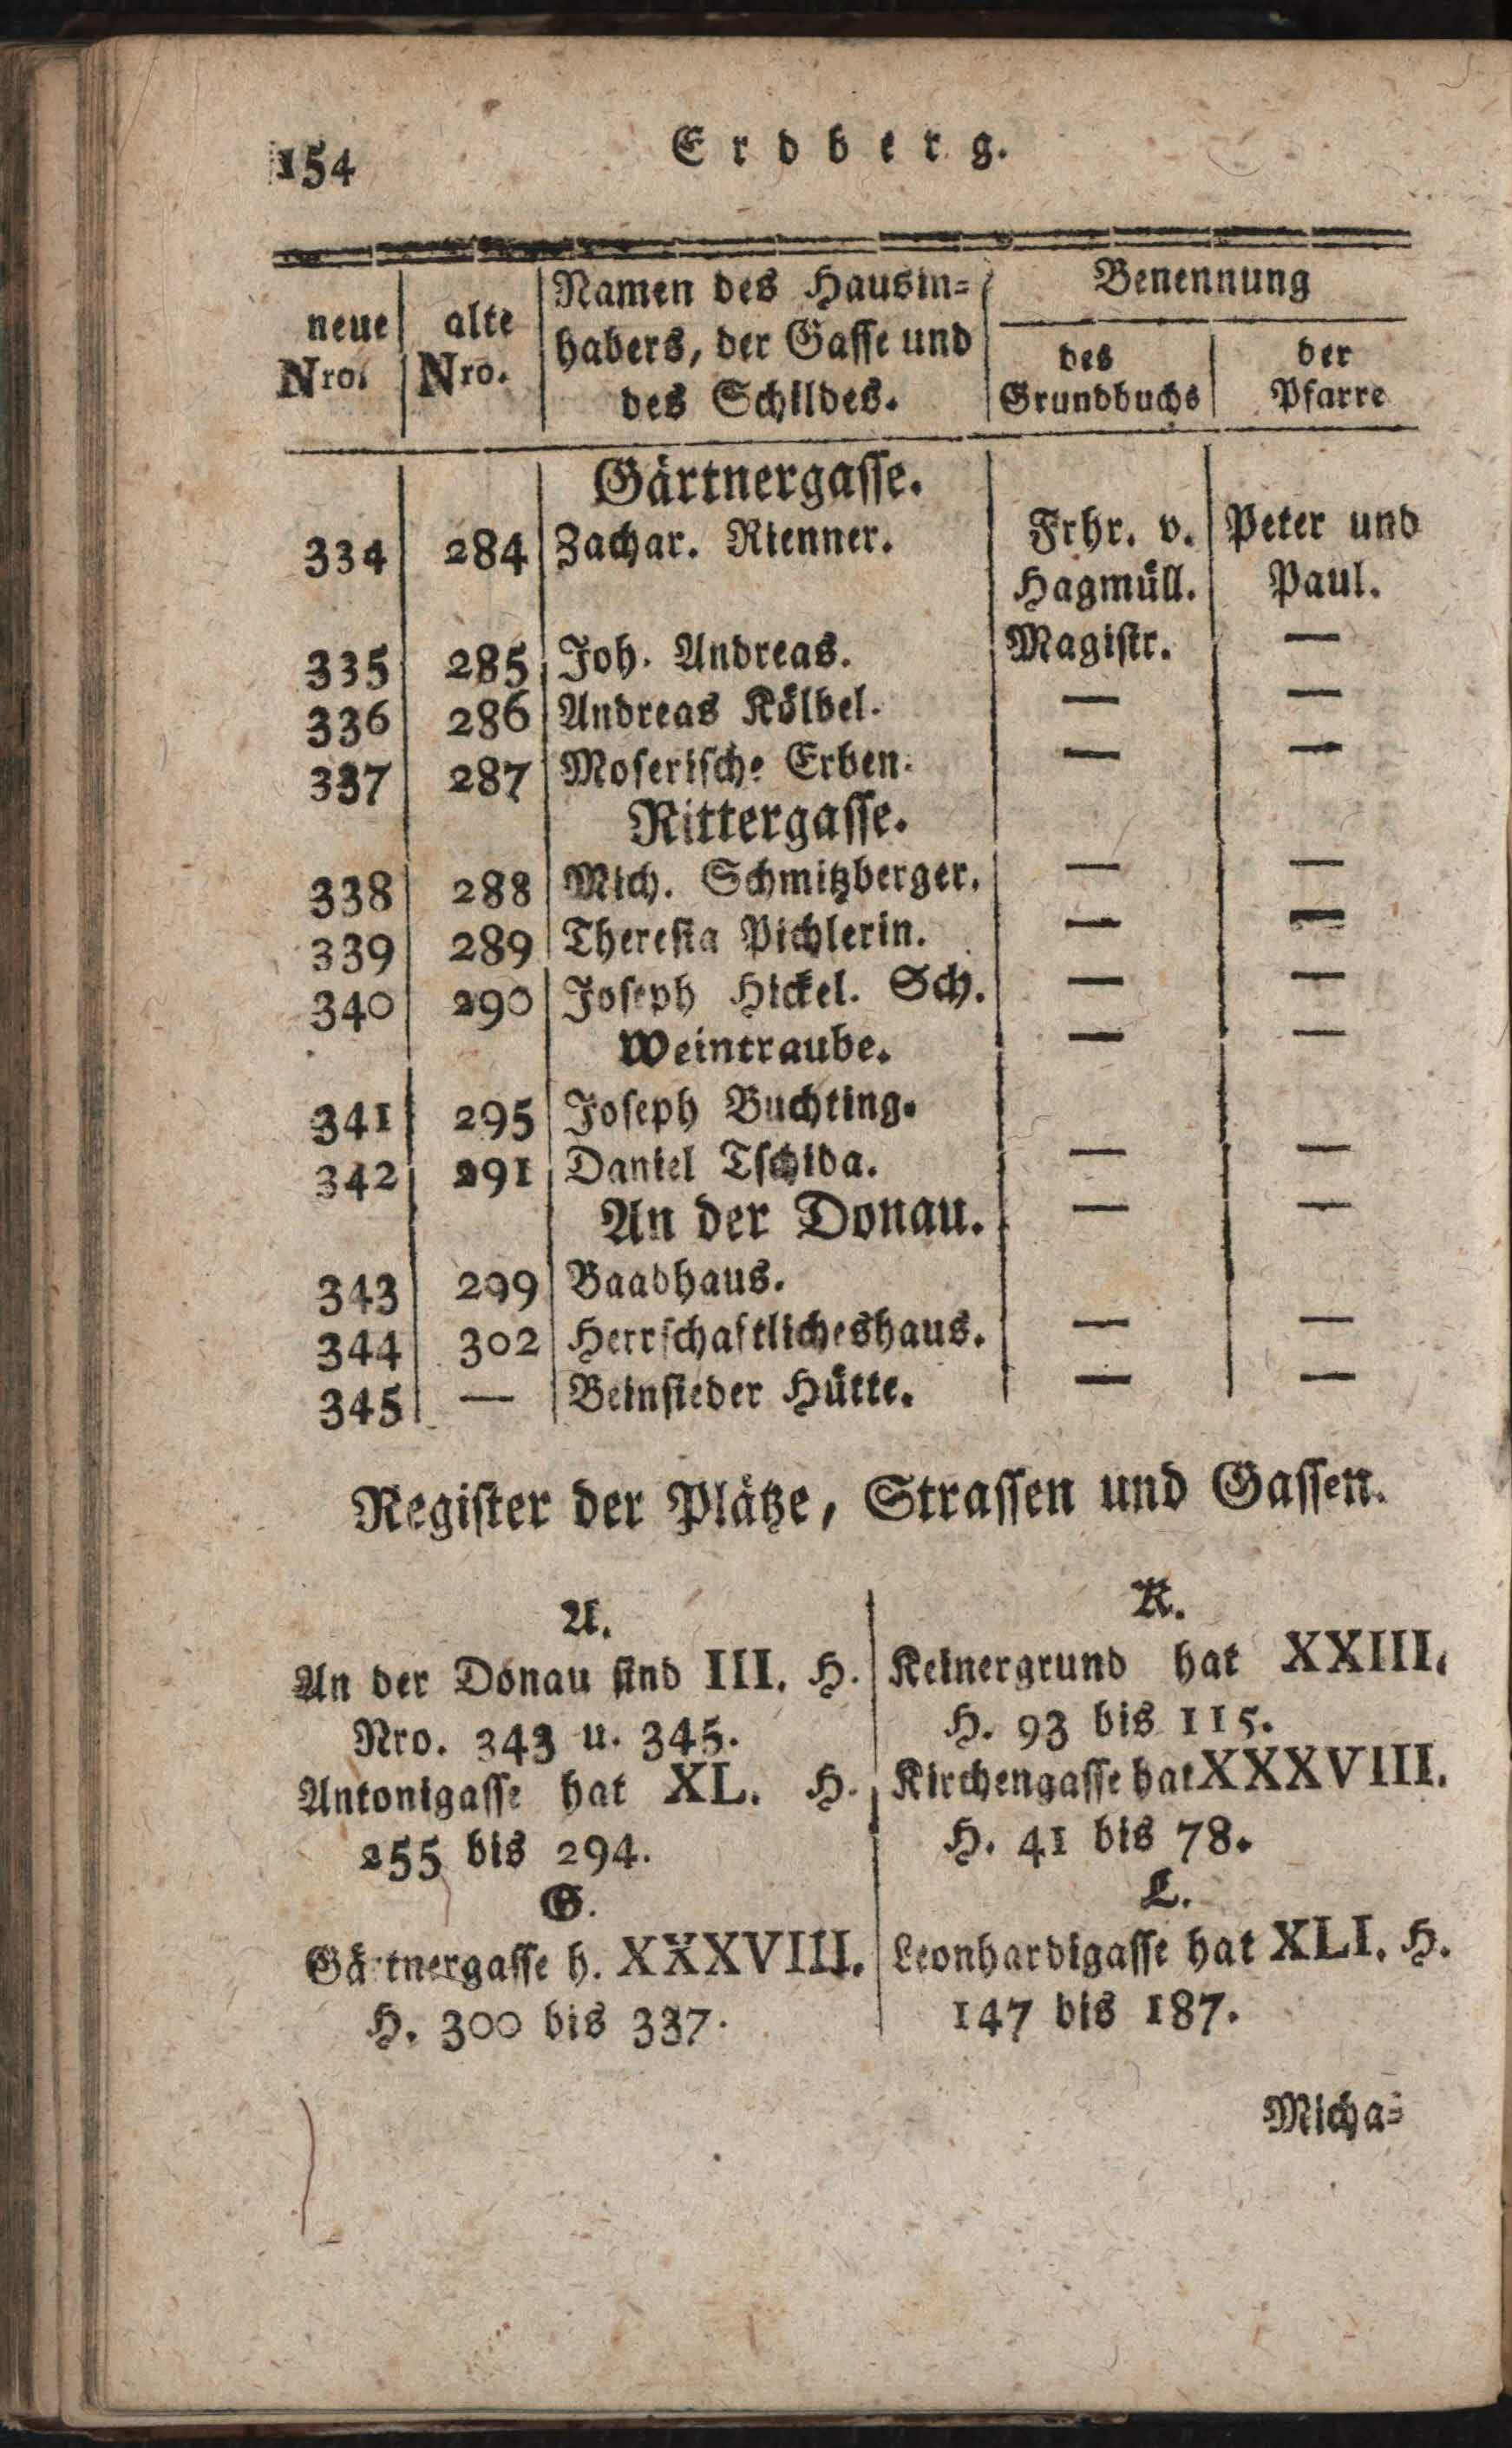 154 Erdberg.
neue Nro. | alte Nro. | Namen des Hausin= habers, der Gasse und des Schildes. | Benennung des Grundbuchs | der Pfarre
Gärtnergasse.
334 284 Zachar. Rienner. Frhr. v. Peter und
Hagmüll. Paul.
335 285 Joh. Andreas. Magistr. —
336 286 Andreas Kölbel. — —
337 287 Moserische Erben. — —
Rittergasse.
338 288 Mich. Schmitzberger. — —
339 289 Theresia Pichlerin. — —
340 290 Joseph Hickel. Sch. — —
Weintraube. — —
341 295 Joseph Buchting.
342 291 Daniel Tschida. — —
An der Donau. — —
343 299 Baadhaus.
344 302 Herrschaftlicheshaus. — —
345 — Beinsieder Hütte. — —
Register der Plätze, Strassen und Gassen.
A.
An der Donau sind III. H.
Nro. 343 u. 345.
Antonigasse hat XL. H.
255 bis 294.
G.
Gärtnergasse h. XXXVIII.
H. 300 bis 337.
K.
Keinergrund hat XXIII.
H. 93 bis 115.
Kirchengasse hat XXXVIII.
H. 41 bis 78.
L.
Leonhardigasse hat XLI. H.
147 bis 187.
Micha=